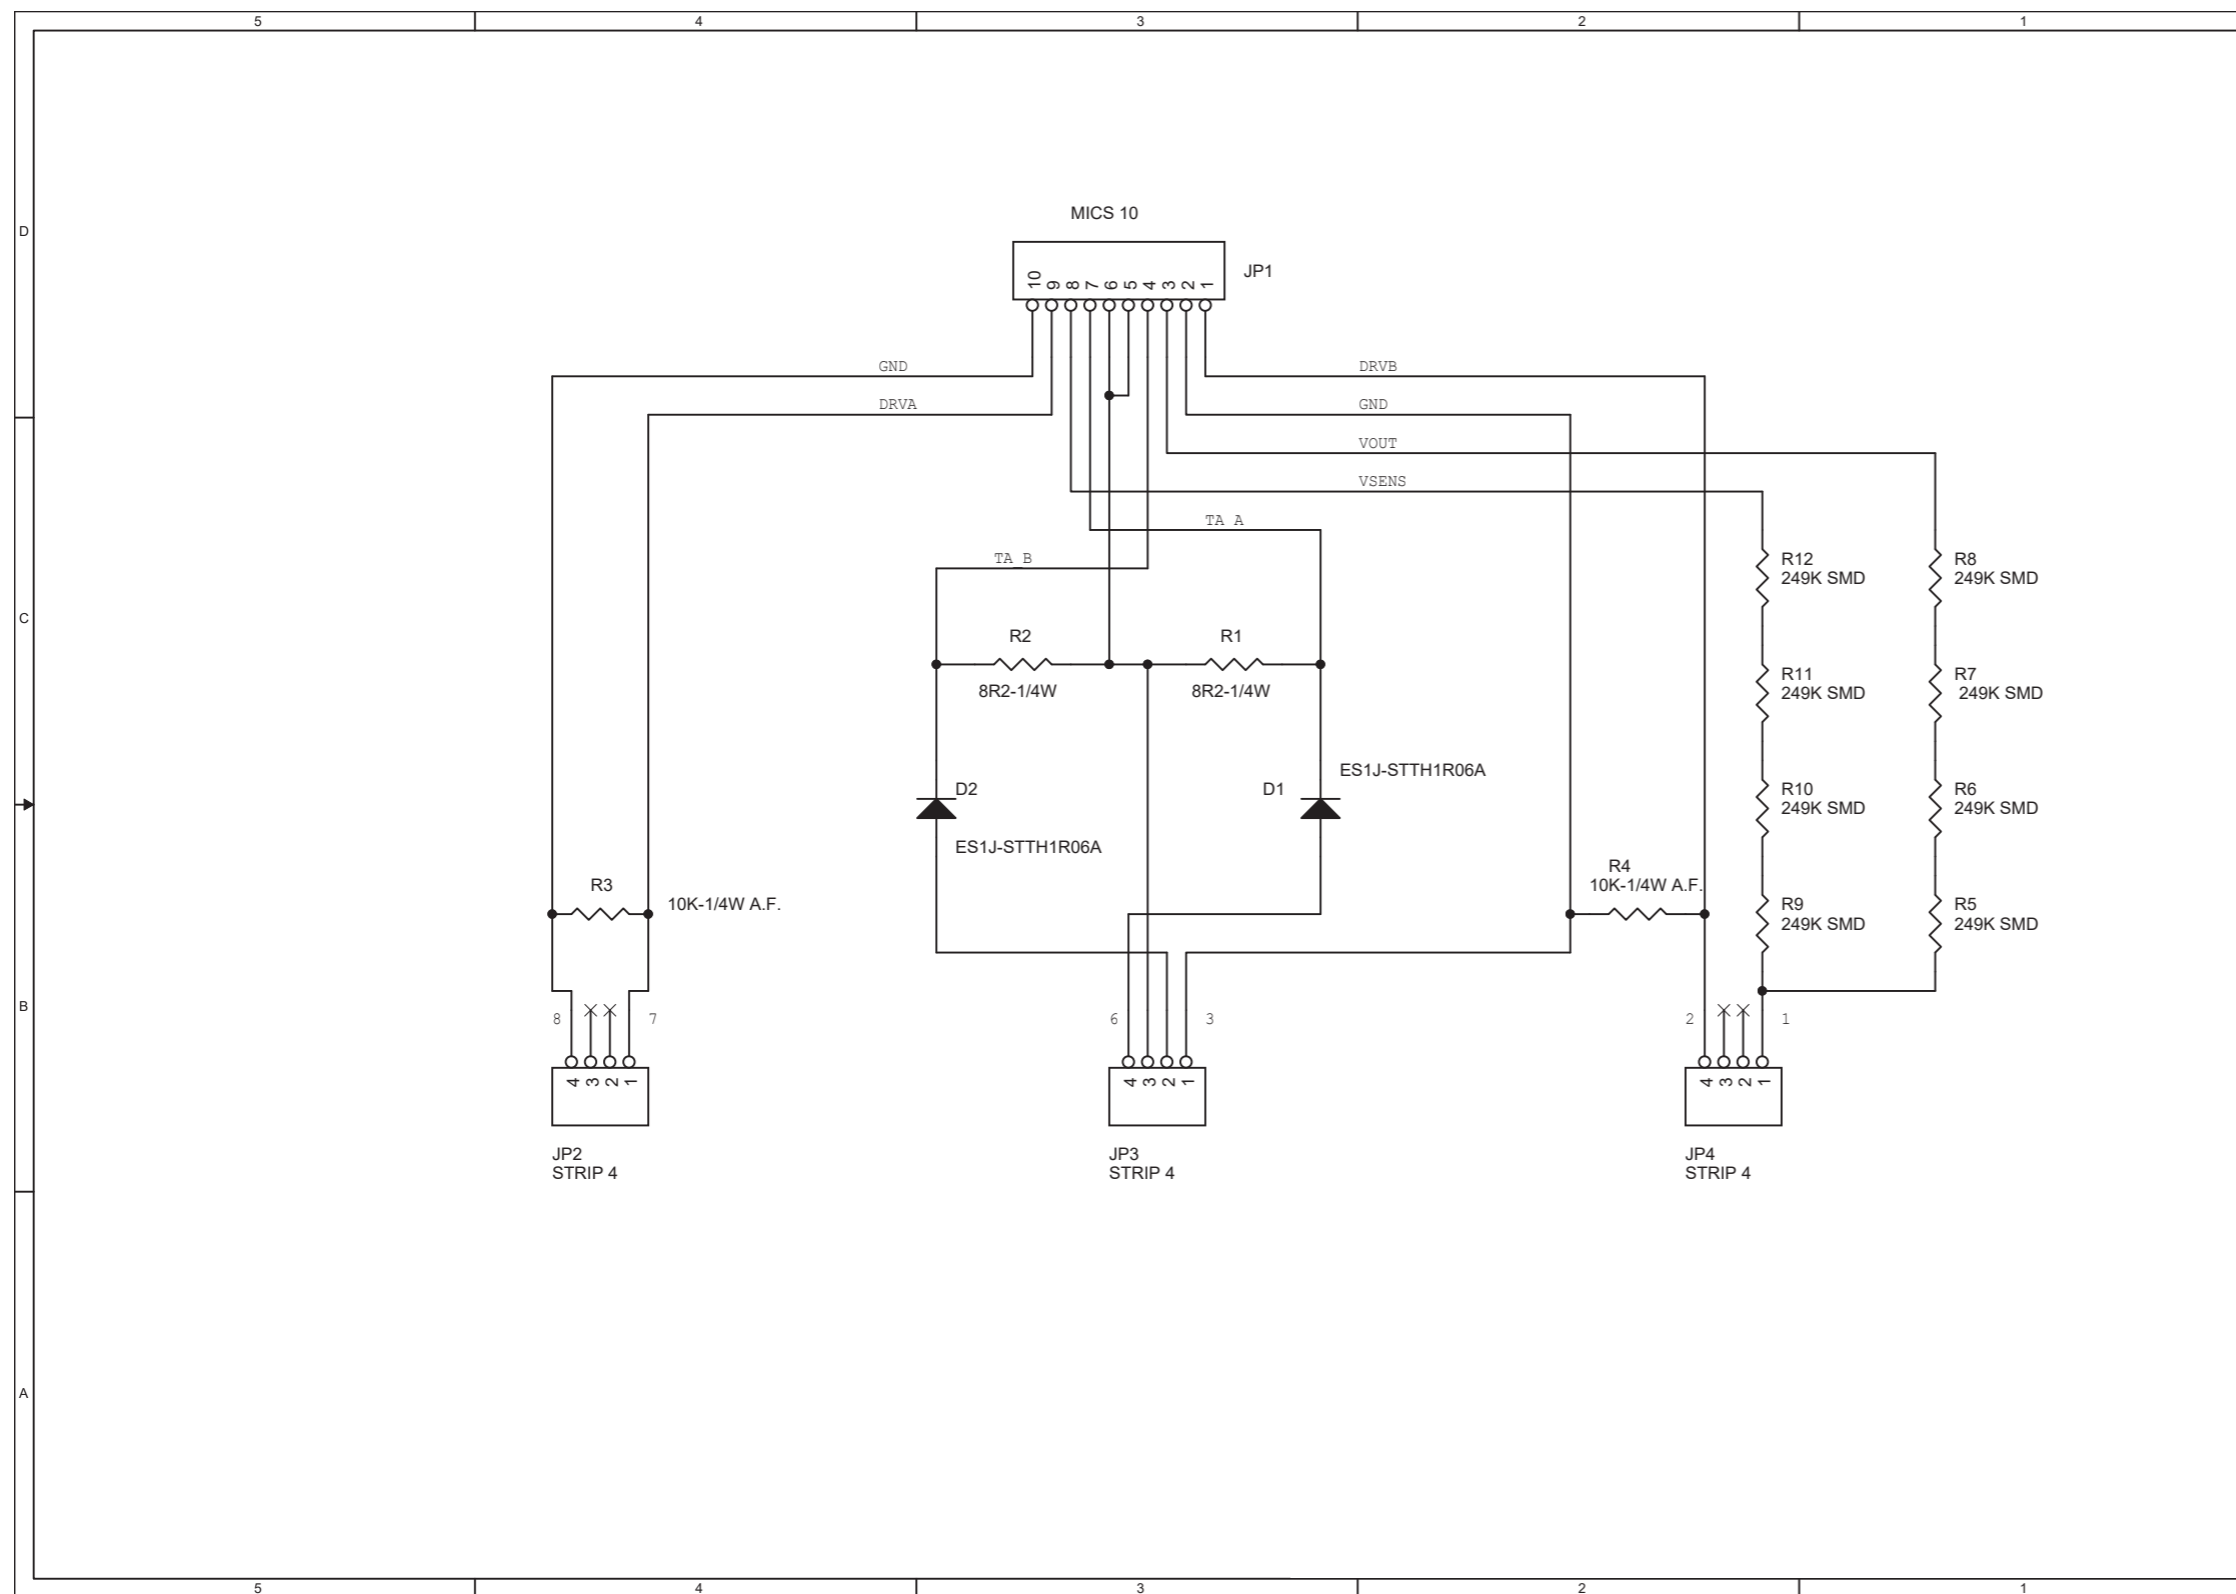 5 4 3 2 1
D
C
B
A
MICS 10
JP1
10 9 8 7 6 5 4 3 2 1
GND
DRVB
DRVA
GND
VOUT
VSENS
TA A
TA_B
R12
249K SMD
R8
249K SMD
R2
8R2-1/4W
R1
8R2-1/4W
R11
249K SMD
R7
249K SMD
ES1J-STTH1R06A
D2
D1
ES1J-STTH1R06A
R10
249K SMD
R6
249K SMD
R3
10K-1/4W A.F.
R4
10K-1/4W A.F.
R9
249K SMD
R5
249K SMD
8 7
6 3
2 1
4 3 2 1
4 3 2 1
4 3 2 1
JP2
STRIP 4
JP3
STRIP 4
JP4
STRIP 4
5 4 3 2 1